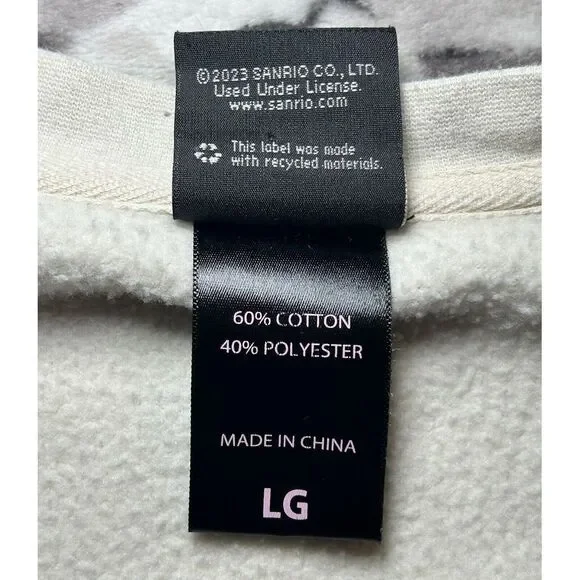 ©2023 SANRIO CO., LTD.
Used Under License.
www.sanrio.com
This label was made
with recycled materials.
60% COTTON
40% POLYESTER
MADE IN CHINA
LG